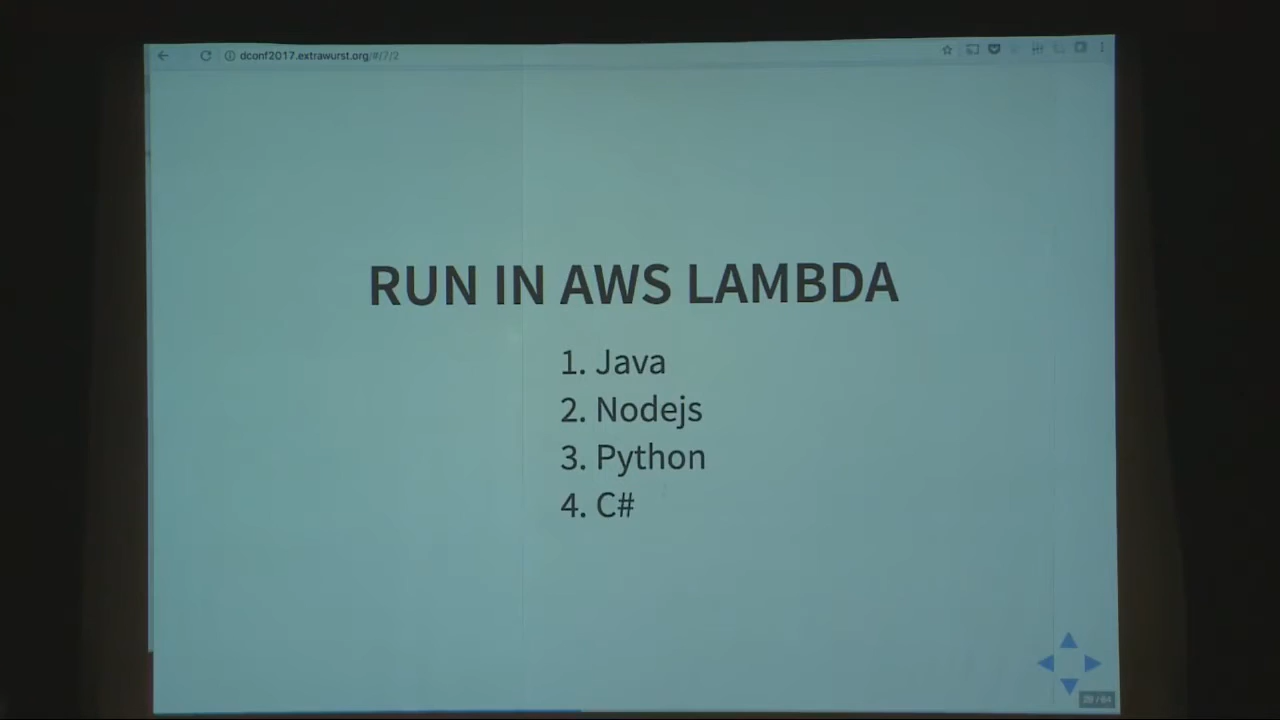 dconf2017.extrawurst.org/#/7/2
RUN IN AWS LAMBDA
1. Java
2. Nodejs
3. Python
4. C#